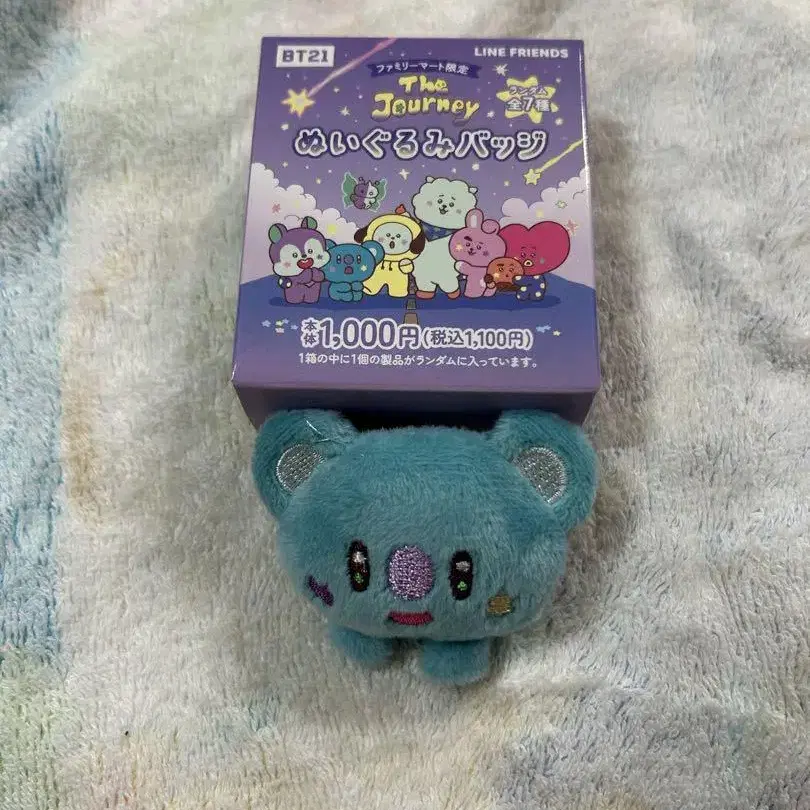 BT21
LINE FRIENDS
ファミリーマート限定
The
Journey
ランダム
全7種
ぬいぐるみバッジ
本体1,000円(税込1,100円)
1箱の中に1個の製品がランダムに入っています。